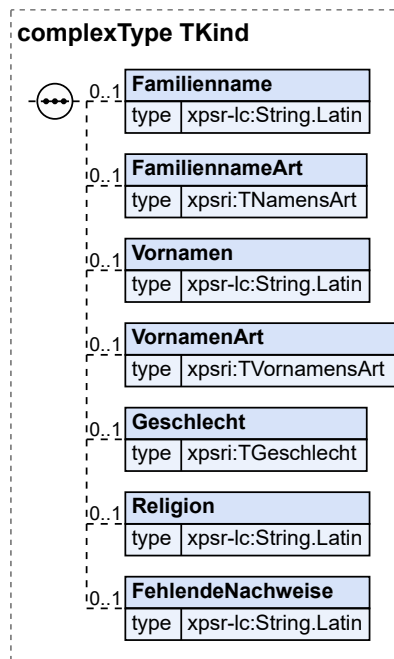 complexType TKind
0..1 Familienname
type xpsr-lc:String.Latin
0..1 FamiliennameArt
type xpsri:TNamensArt
0..1 Vornamen
type xpsr-lc:String.Latin
0..1 VornamenArt
type xpsri:TVornamensArt
0..1 Geschlecht
type xpsri:TGeschlecht
0..1 Religion
type xpsr-lc:String.Latin
0..1 FehlendeNachweise
type xpsr-lc:String.Latin